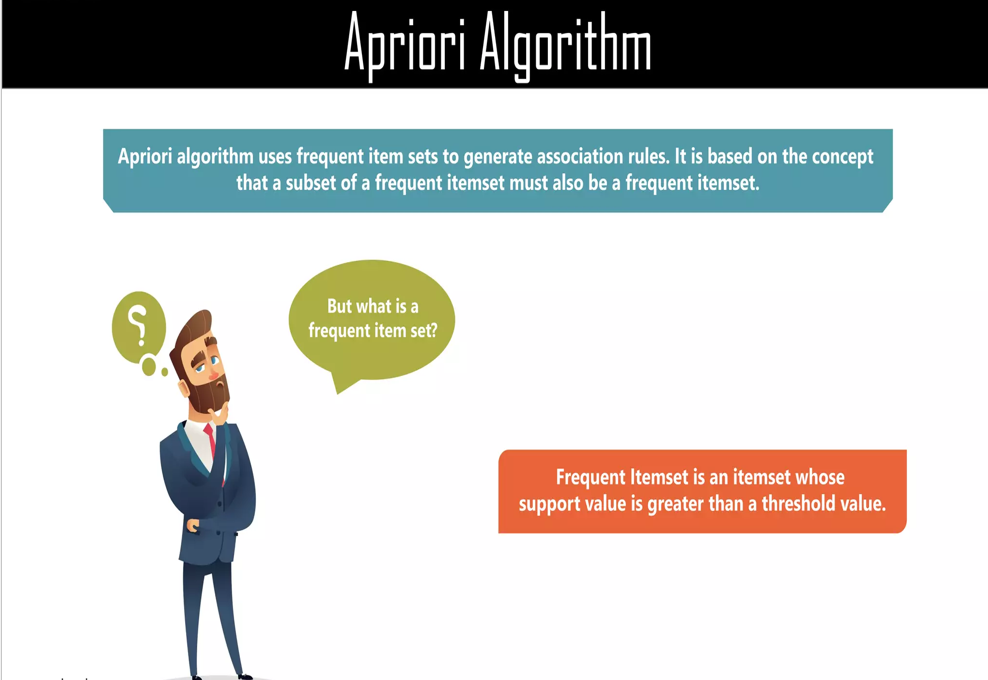 Apriori Algorithm
Apriori algorithm uses frequent item sets to generate association rules. It is based on the concept
that a subset of a frequent itemset must also be a frequent itemset.
But what is a
frequent item set?
?
Frequent Itemset is an itemset whose
support value is greater than a threshold value.